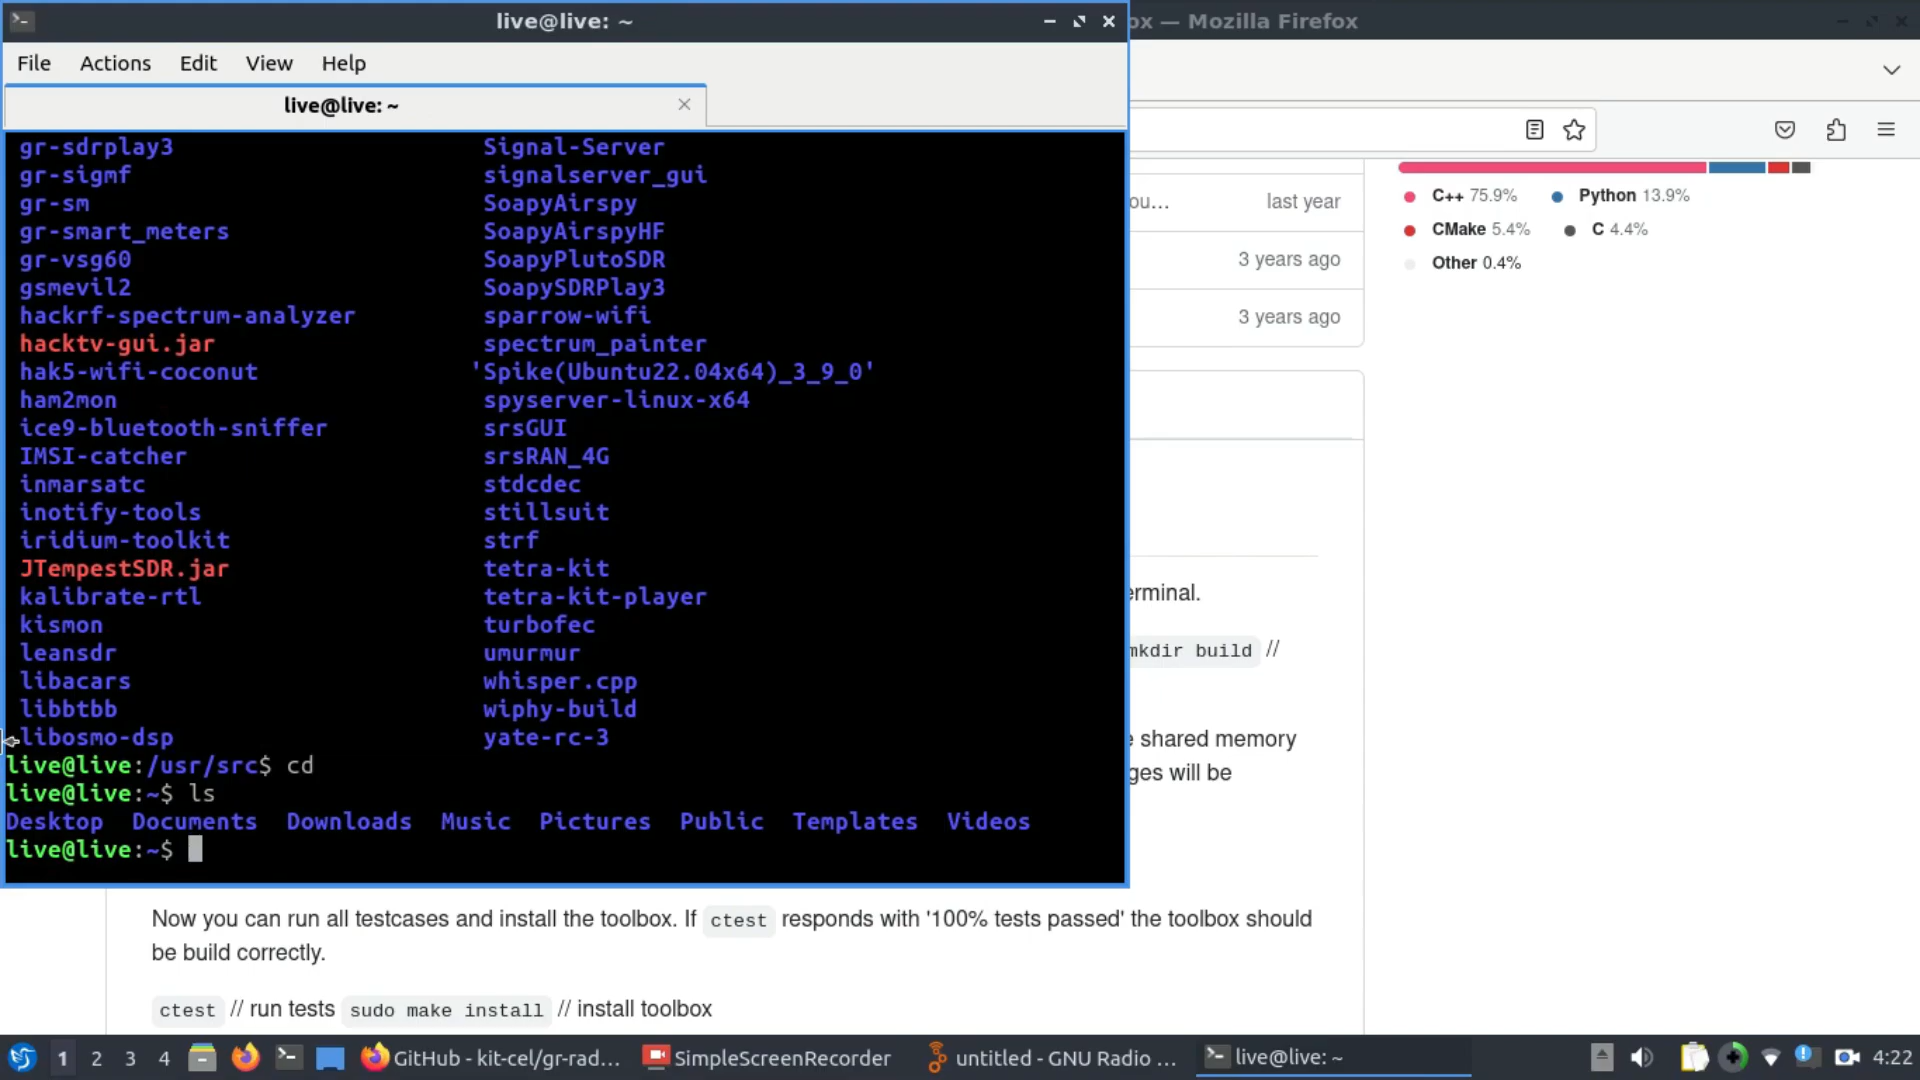 live@live: ~
ox — Mozilla Firefox
File Actions Edit View Help
live@live: ~
gr-sdrplay3 Signal-Server
gr-sigmf signalserver_gui
gr-sm SoapyAirspy
gr-smart_meters SoapyAirspyHF
gr-vsg60 SoapyPlutoSDR
gsmevil2 SoapySDRPlay3
hackrf-spectrum-analyzer sparrow-wifi
hacktv-gui.jar spectrum_painter
hak5-wifi-coconut 'Spike(Ubuntu22.04x64)_3_9_0'
ham2mon spyserver-linux-x64
ice9-bluetooth-sniffer srsGUI
IMSI-catcher srsRAN_4G
inmarsatc stdcdec
inotify-tools stillsuit
iridium-toolkit strf
JTempestSDR.jar tetra-kit
kalibrate-rtl tetra-kit-player
kismon turbofec
leansdr umurmur
libacars whisper.cpp
libbtbb wiphy-build
libosmo-dsp yate-rc-3
live@live:/usr/src$ cd
live@live:~$ ls
Desktop Documents Downloads Music Pictures Public Templates Videos
live@live:~$
ou… last year
3 years ago
3 years ago
C++ 75.9% Python 13.9%
CMake 5.4% C 4.4%
Other 0.4%
erminal.
mkdir build //
e shared memory
ges will be
Now you can run all testcases and install the toolbox. If ctest responds with '100% tests passed' the toolbox should
be build correctly.
ctest // run tests sudo make install // install toolbox
1 2 3 4 GitHub - kit-cel/gr-rad... SimpleScreenRecorder untitled - GNU Radio ... live@live: ~ 4:22